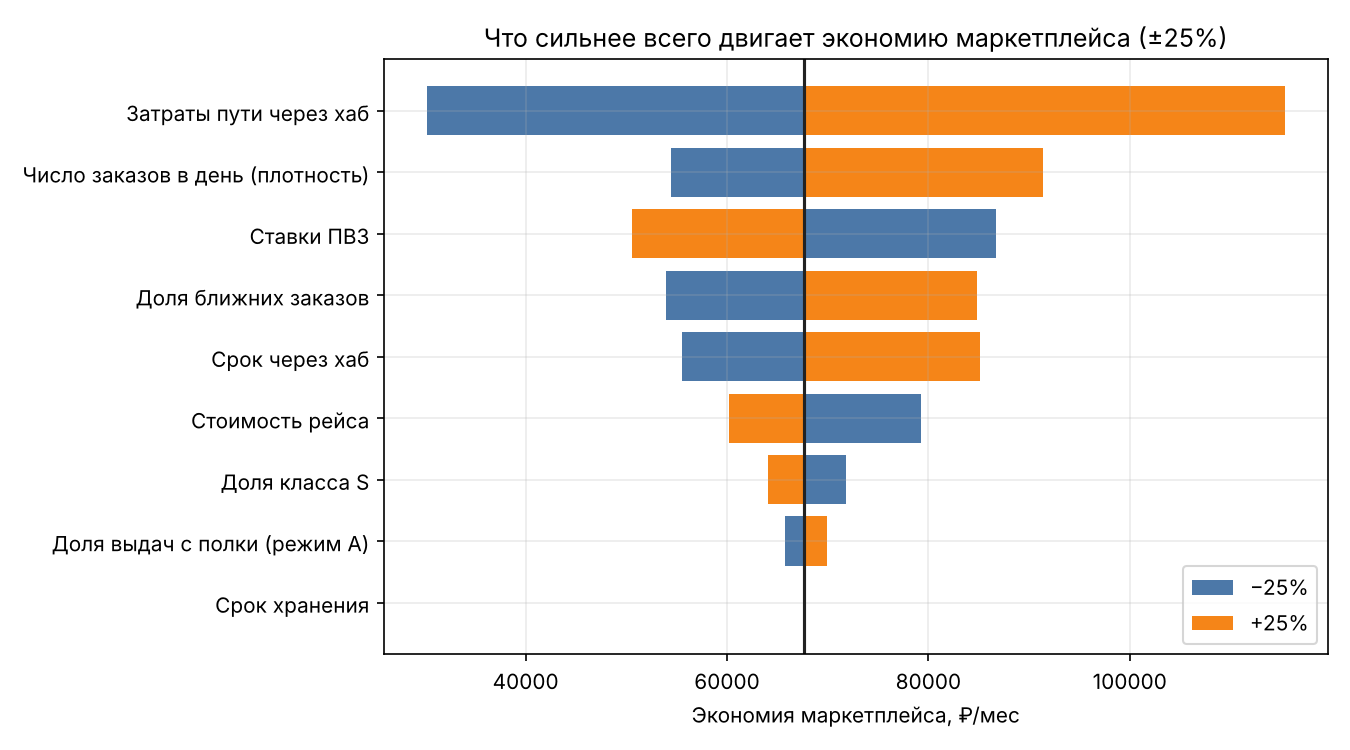 Что сильнее всего двигает экономию маркетплейса (±25%)
Затраты пути через хаб
Число заказов в день (плотность)
Ставки ПВЗ
Доля ближних заказов
Срок через хаб
Стоимость рейса
Доля класса S
Доля выдач с полки (режим A)
Срок хранения
−25%
+25%
40000 60000 80000 100000
Экономия маркетплейса, ₽/мес